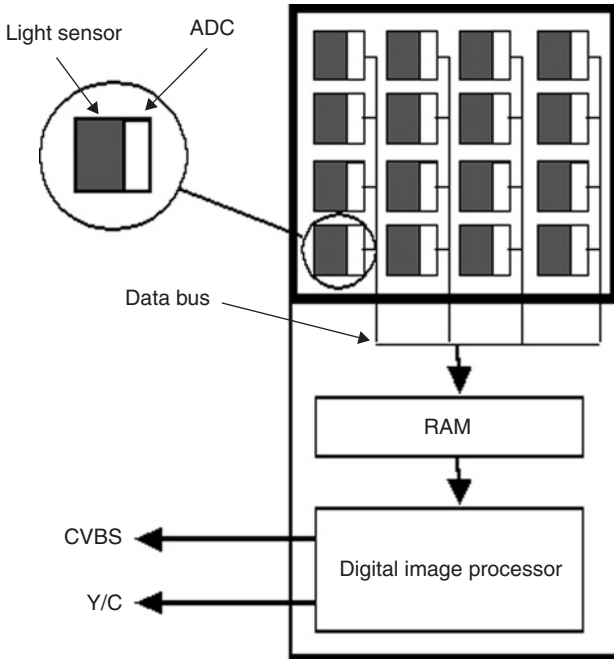 Light sensor
ADC
Data bus
RAM
CVBS
Digital image processor
Y/C